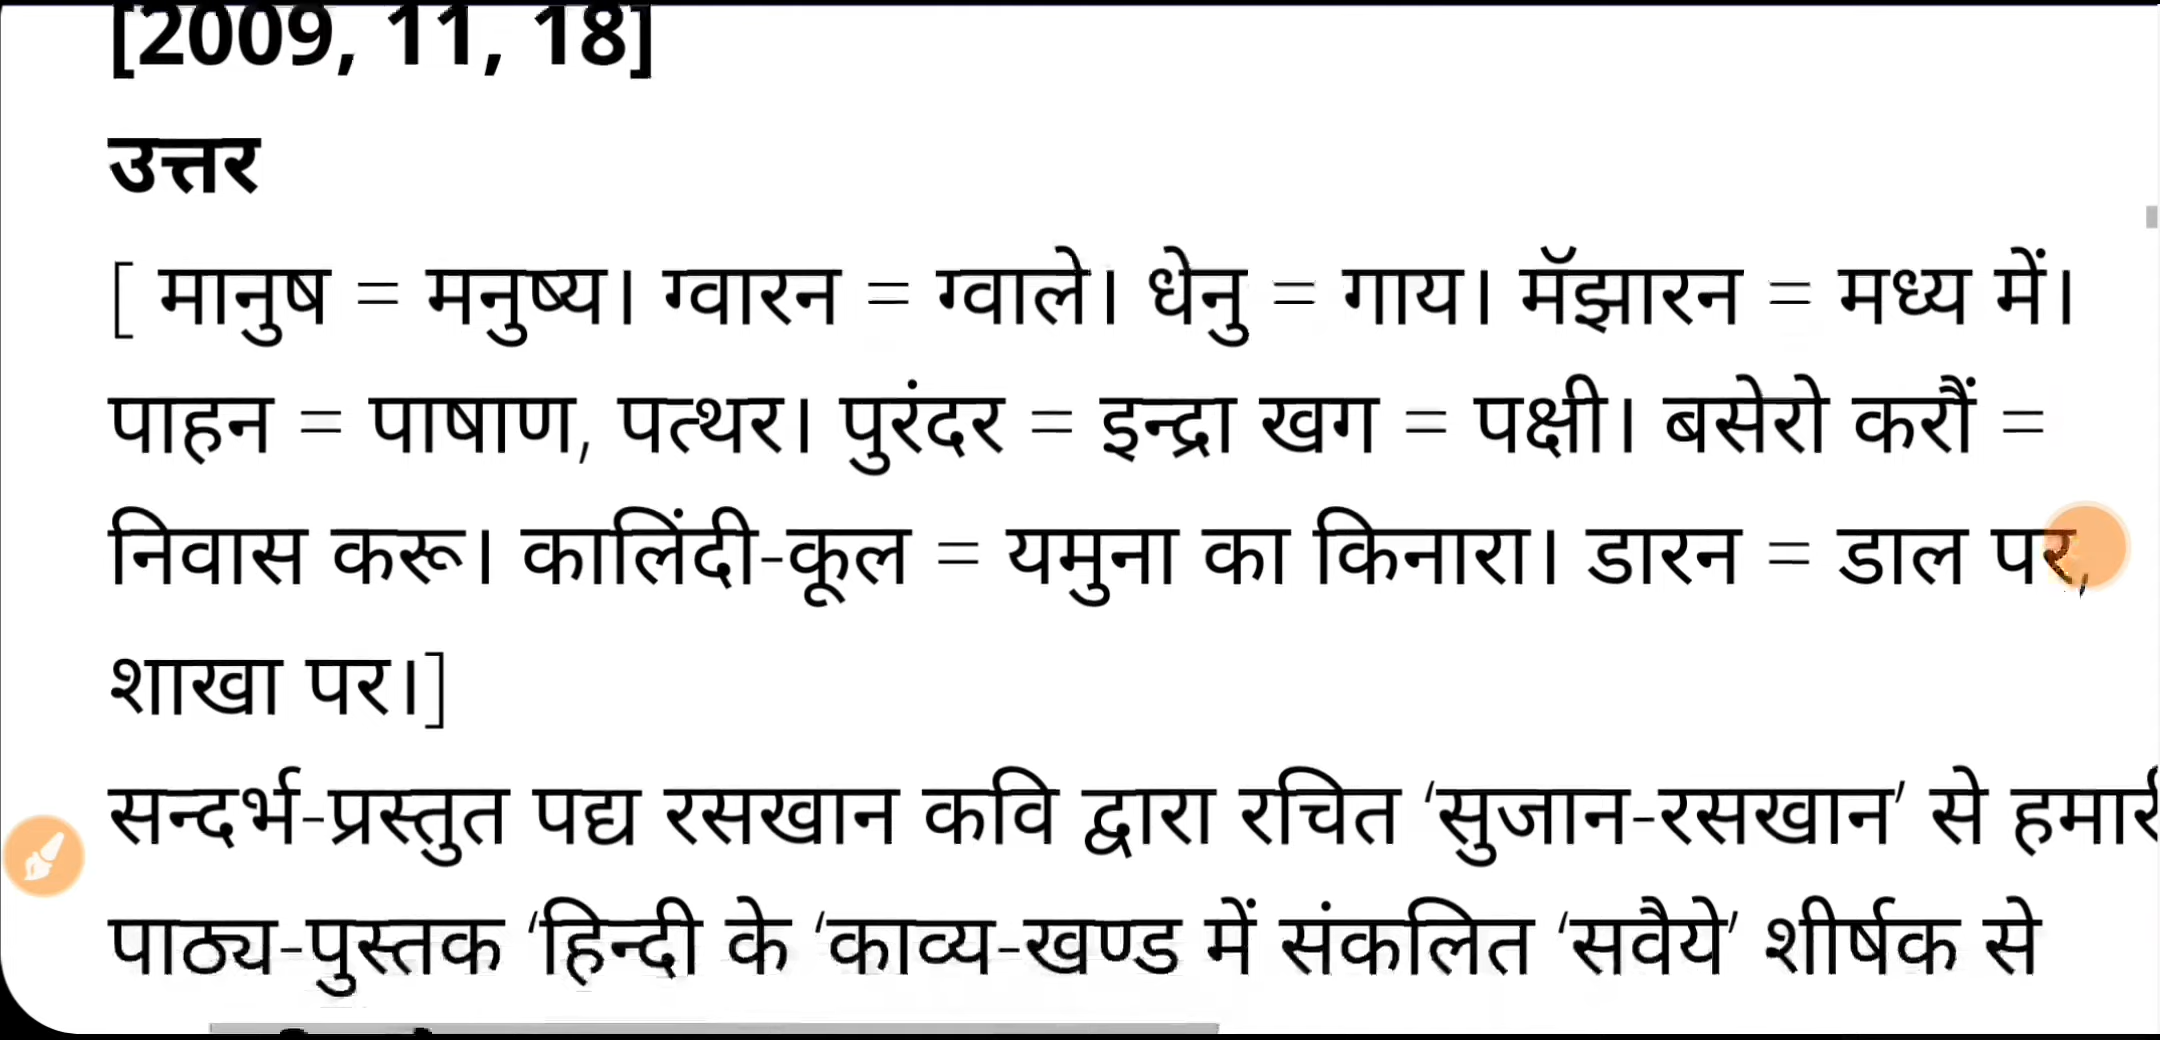 [2009, 11, 18]
उत्तर
[ मानुष = मनुष्य। ग्वारन = ग्वाले। धेनु = गाय। मॅझारन = मध्य में।
पाहन = पाषाण, पत्थर। पुरंदर = इन्द्रा खग = पक्षी। बसेरो करौं =
निवास करू। कालिंदी-कूल = यमुना का किनारा। डारन = डाल पर,
शाखा पर।]
सन्दर्भ-प्रस्तुत पद्य रसखान कवि द्वारा रचित ‘सुजान-रसखान’ से हमारी
पाठ्य-पुस्तक ‘हिन्दी के ‘काव्य-खण्ड में संकलित ‘सवैये’ शीर्षक से